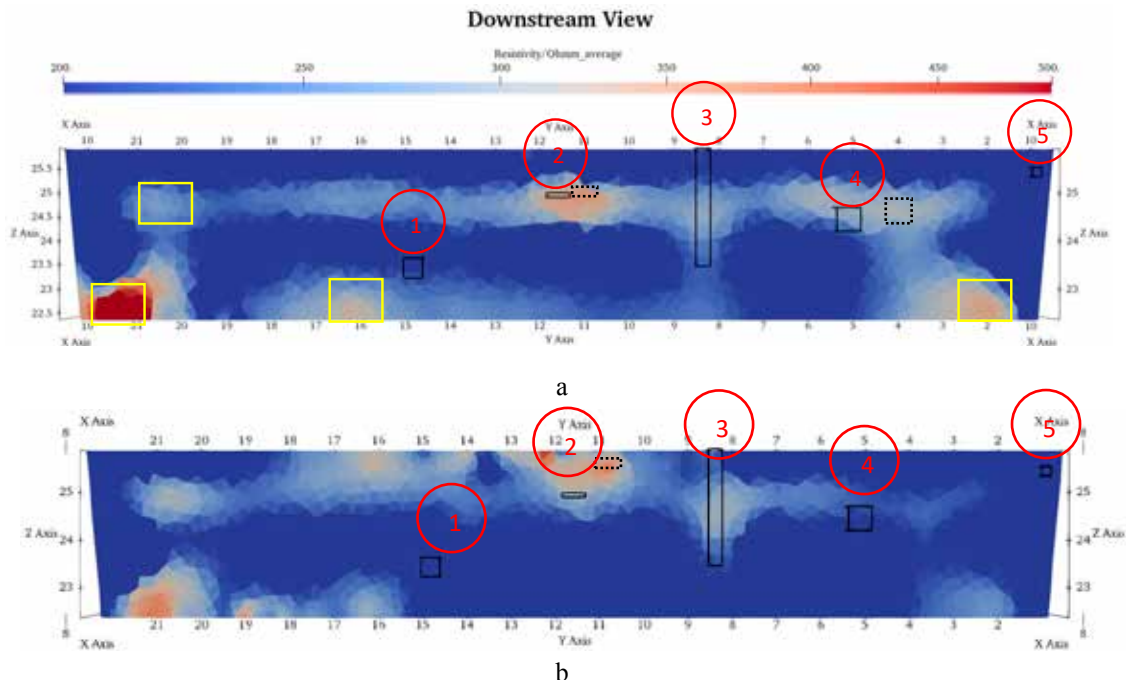 Downstream View
Resistivity/Ohmm_average
200. 250 300 350 400 450 500.
3
5
X Axis Y Axis X Axis
2
10 21 20 19 18 17 16 15 14 13 12 11 10 9 8 7 6 5 4 3 2 10
4
25.5
25 25
1
24.5
Z Axis 24 24 Z Axis
23.5
23 23
22.5
16 21 20 19 18 17 16 15 14 13 12 11 10 9 8 7 6 5 4 3 2 10
X Axis Y Axis X Axis
a
X Axis Y Axis 3 X Axis
8 2 5 8
21 20 19 18 17 16 15 14 13 12 11 10 9 8 7 6 5 4 3 2
4
25 25
1
Z Axis 24 24 Z Axis
23 23
8 21 20 19 18 17 16 15 14 13 12 11 10 9 8 7 6 5 4 3 2 8
X Axis Y Axis X Axis
b